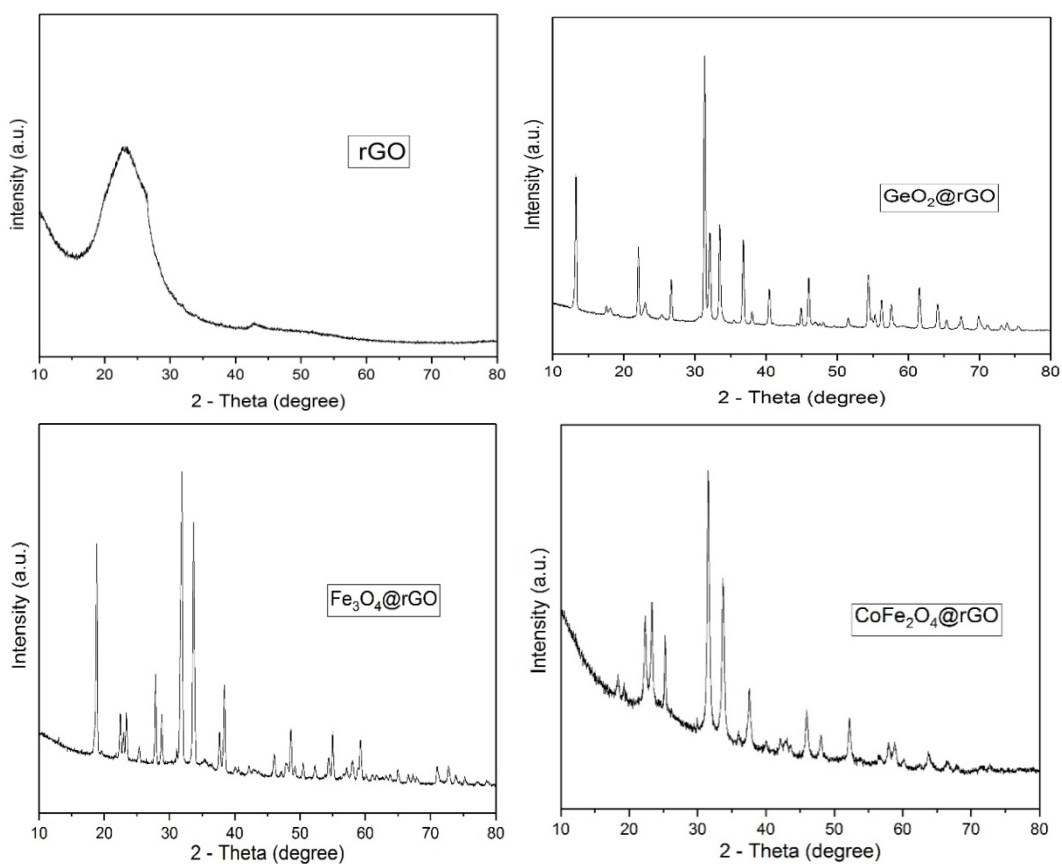 intensity (a.u.)
rGO
10 20 30 40 50 60 70 80
2 - Theta (degree)
Intensity (a.u.)
GeO₂@rGO
10 20 30 40 50 60 70 80
2 - Theta (degree)
Intensity (a.u.)
Fe₃O₄@rGO
10 20 30 40 50 60 70 80
2 - Theta (degree)
Intensity (a.u.)
CoFe₂O₄@rGO
10 20 30 40 50 60 70 80
2 - Theta (degree)